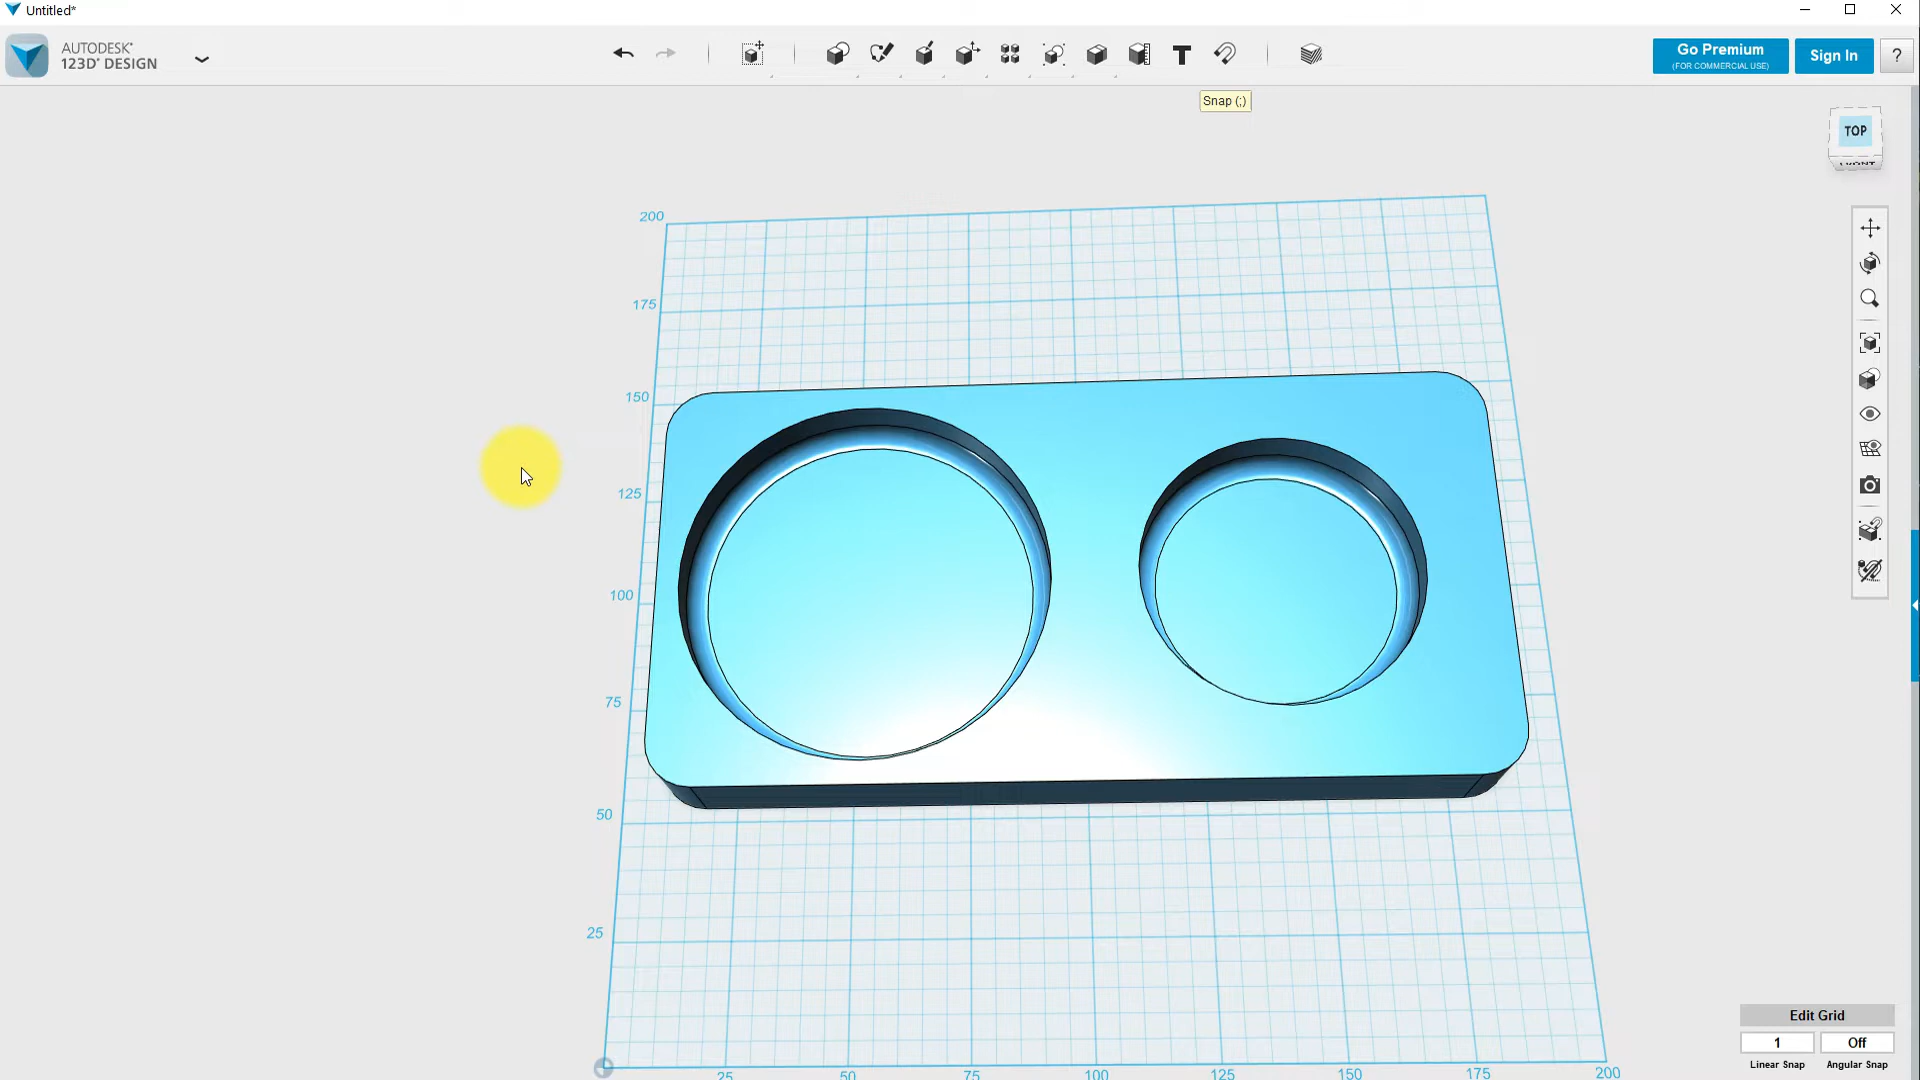 Untitled*
AUTODESK®
123D® DESIGN
Go Premium
(FOR COMMERCIAL USE)
Sign In
?
Snap (;)
TOP
FRONT
200
175
150
125
100
75
50
25
25
50
75
100
125
150
175
200
Edit Grid
1
Off
Linear Snap
Angular Snap